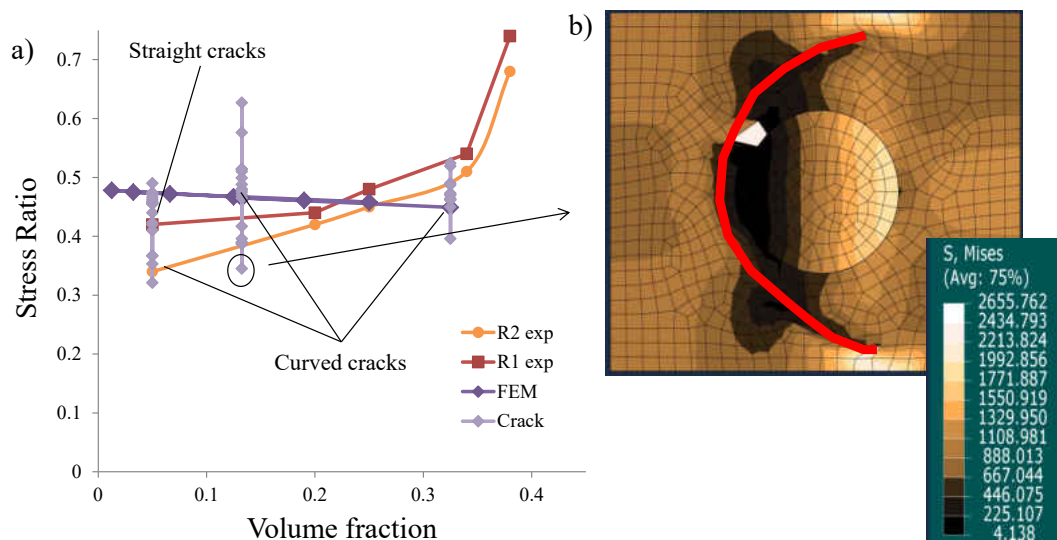 a)
Straight cracks
0.7
0.6
0.5
0.4
0.3
0.2
0.1
0
Stress Ratio
R2 exp
R1 exp
FEM
Crack
Curved cracks
0
0.1
0.2
0.3
0.4
Volume fraction
b)
S, Mises
(Avg: 75%)
2655.762
2434.793
2213.824
1992.856
1771.887
1550.919
1329.950
1108.981
888.013
667.044
446.075
225.107
4.138